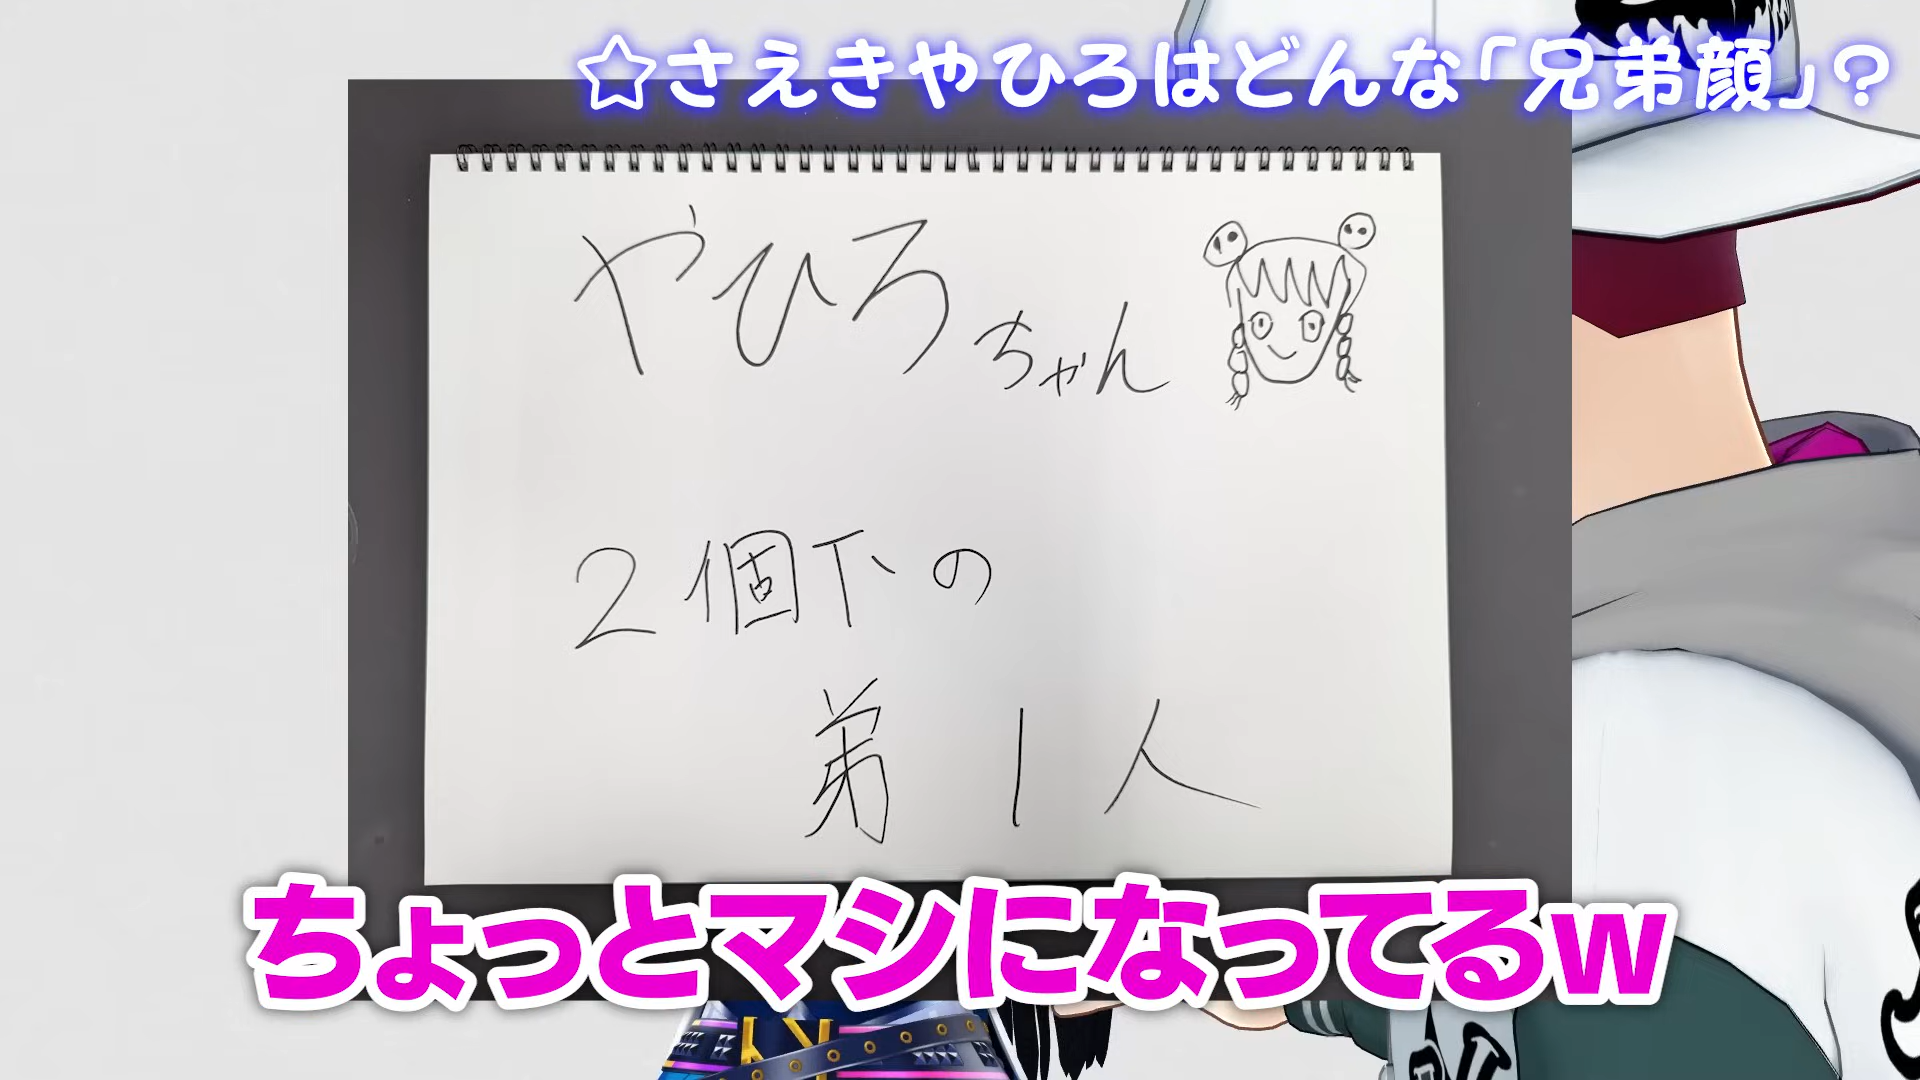 ☆さえきやひろはどんな「兄弟顔」?
やひろちゃん
2個下の
弟 1人
ちょっとマシになってるw